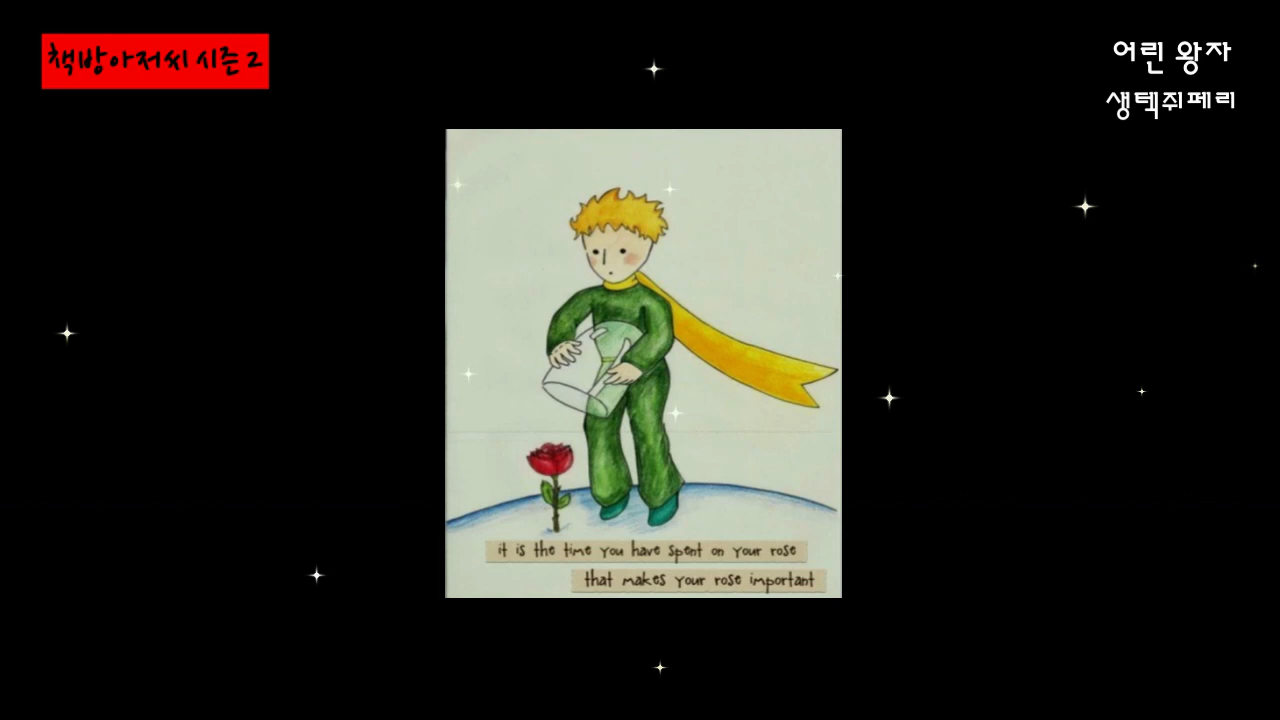 책방아저씨 시즌2
어린 왕자
생텍쥐페리
it is the time you have spent on your rose
that makes your rose important